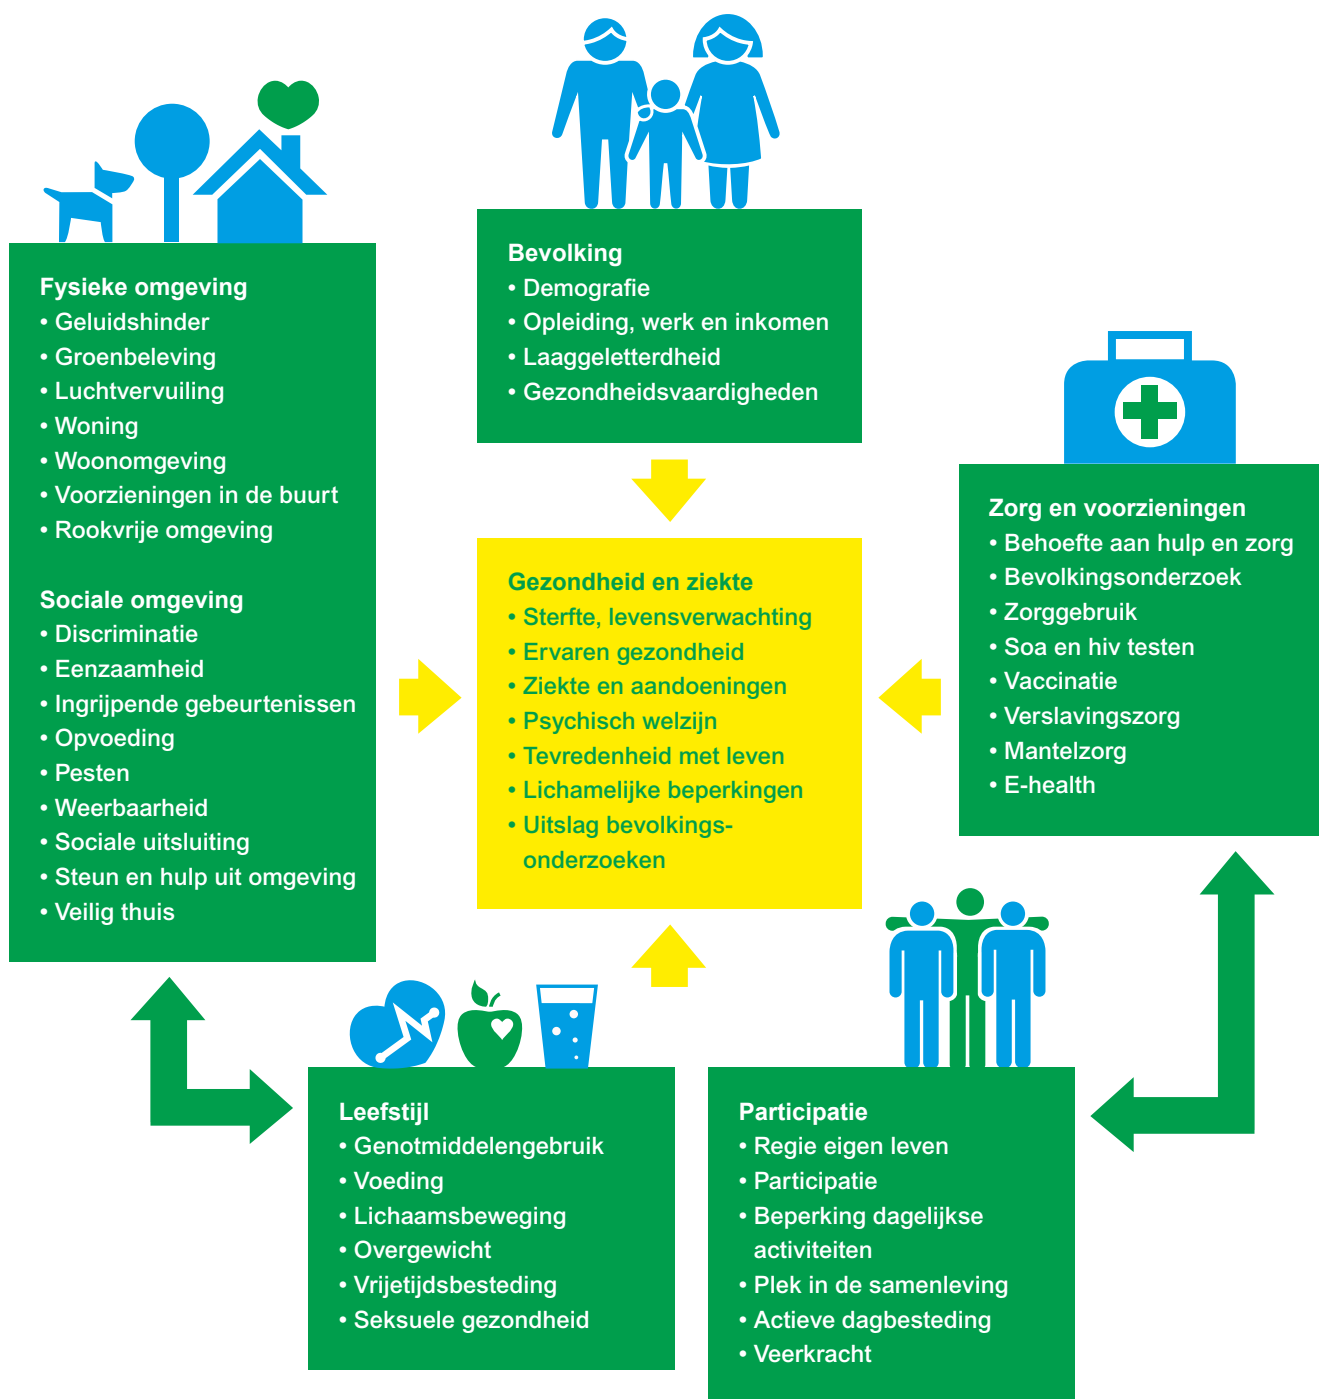 Fysieke omgeving
• Geluidshinder
• Groenbeleving
• Luchtvervuiling
• Woning
• Woonomgeving
• Voorzieningen in de buurt
• Rookvrije omgeving
Sociale omgeving
• Discriminatie
• Eenzaamheid
• Ingrijpende gebeurtenissen
• Opvoeding
• Pesten
• Weerbaarheid
• Sociale uitsluiting
• Steun en hulp uit omgeving
• Veilig thuis
Bevolking
• Demografie
• Opleiding, werk en inkomen
• Laaggeletterdheid
• Gezondheidsvaardigheden
Gezondheid en ziekte
• Sterfte, levensverwachting
• Ervaren gezondheid
• Ziekte en aandoeningen
• Psychisch welzijn
• Tevredenheid met leven
• Lichamelijke beperkingen
• Uitslag bevolkings-
onderzoeken
Zorg en voorzieningen
• Behoefte aan hulp en zorg
• Bevolkingsonderzoek
• Zorggebruik
• Soa en hiv testen
• Vaccinatie
• Verslavingszorg
• Mantelzorg
• E-health
Leefstijl
• Genotmiddelengebruik
• Voeding
• Lichaamsbeweging
• Overgewicht
• Vrijetijdsbesteding
• Seksuele gezondheid
Participatie
• Regie eigen leven
• Participatie
• Beperking dagelijkse
activiteiten
• Plek in de samenleving
• Actieve dagbesteding
• Veerkracht